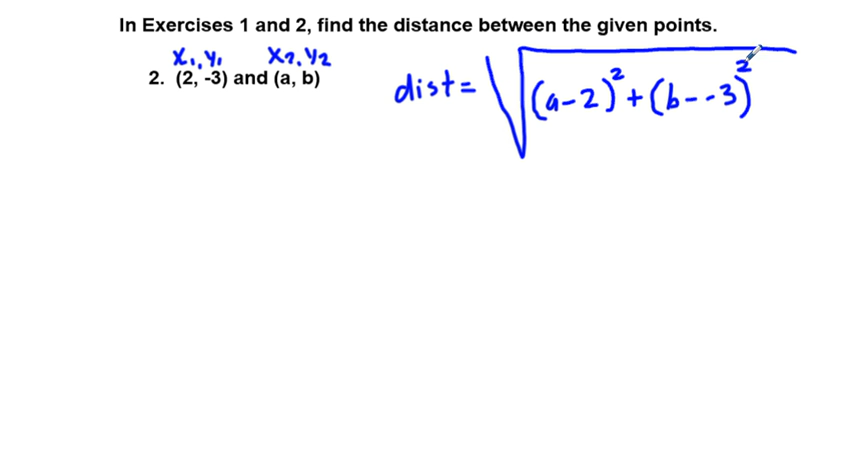 In Exercises 1 and 2, find the distance between the given points.
x₁, y₁ x₂, y₂
2. (2, -3) and (a, b)
dist = √((a-2)² + (b--3)²)